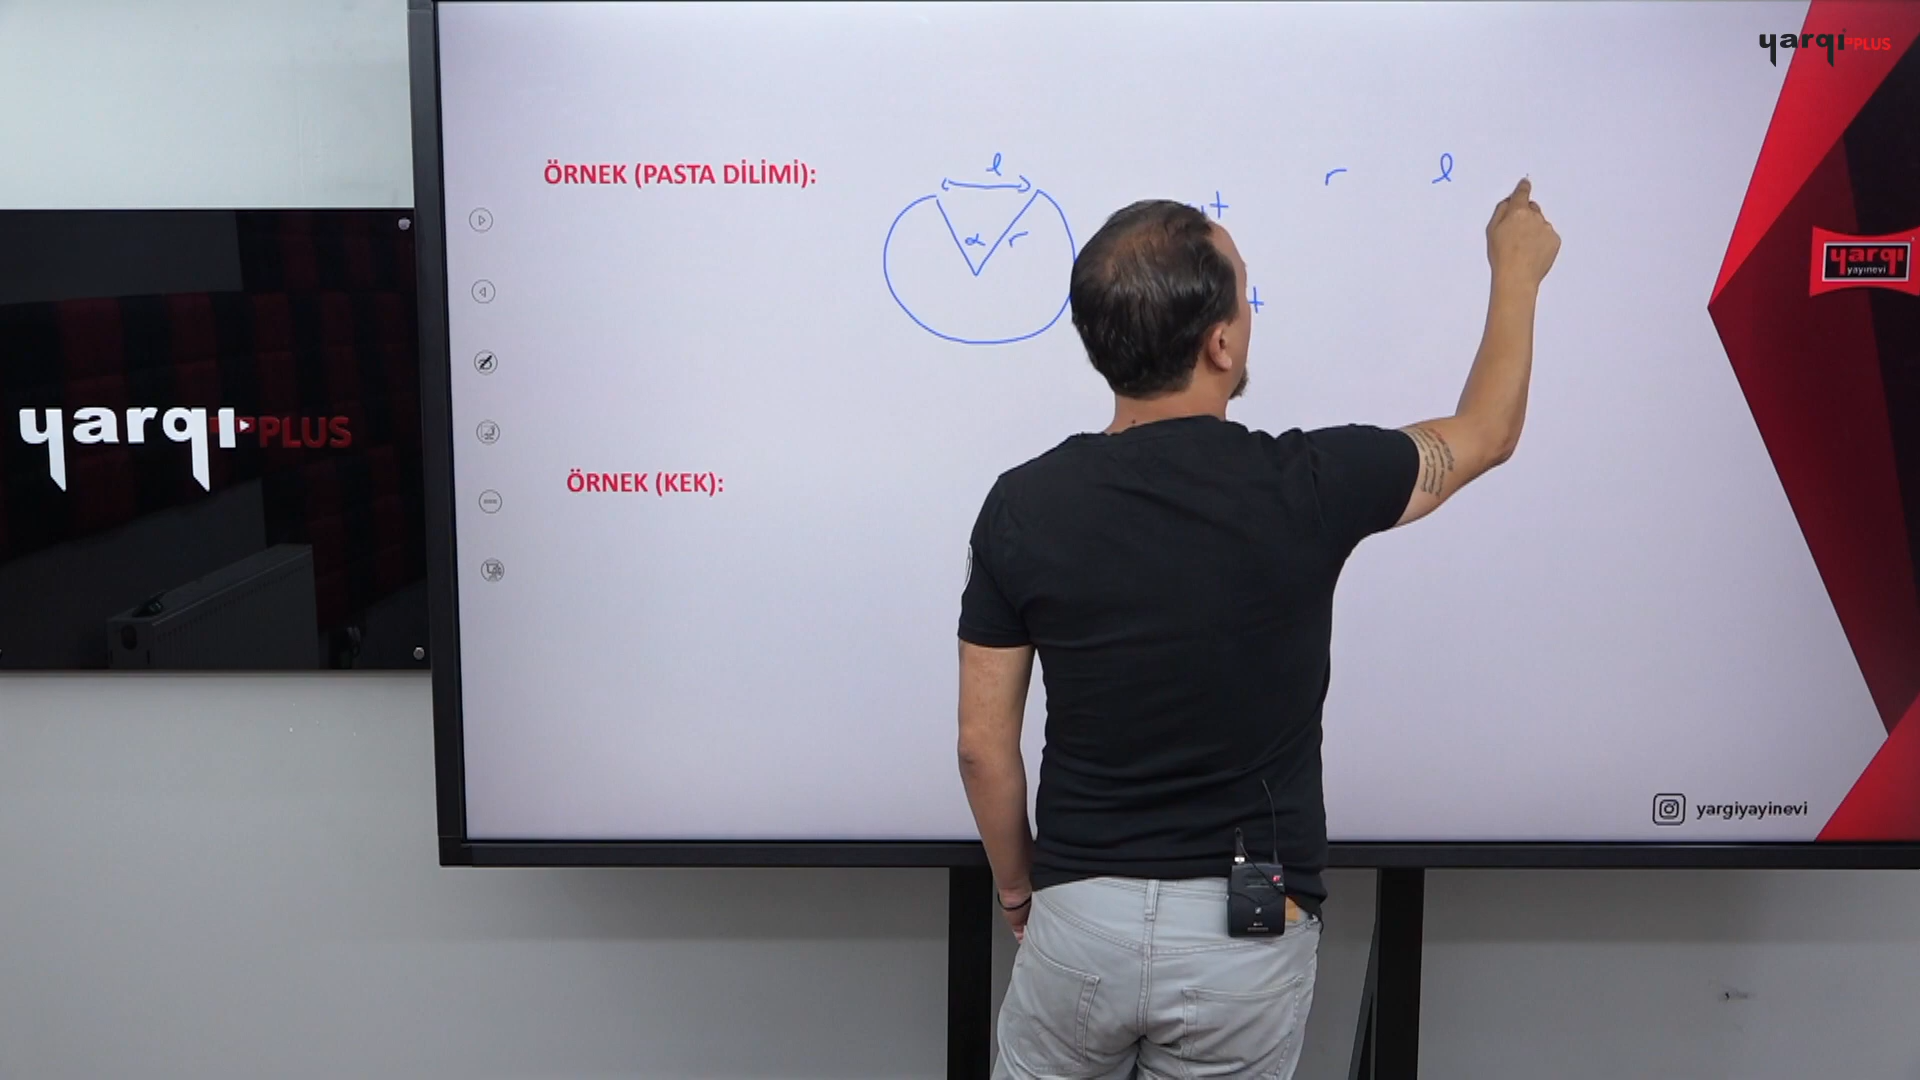 yargı PLUS
ÖRNEK (PASTA DİLİMİ):
l
r l
α r
yargı
yayınevi
yargı PLUS
ÖRNEK (KEK):
yargiyayinevi